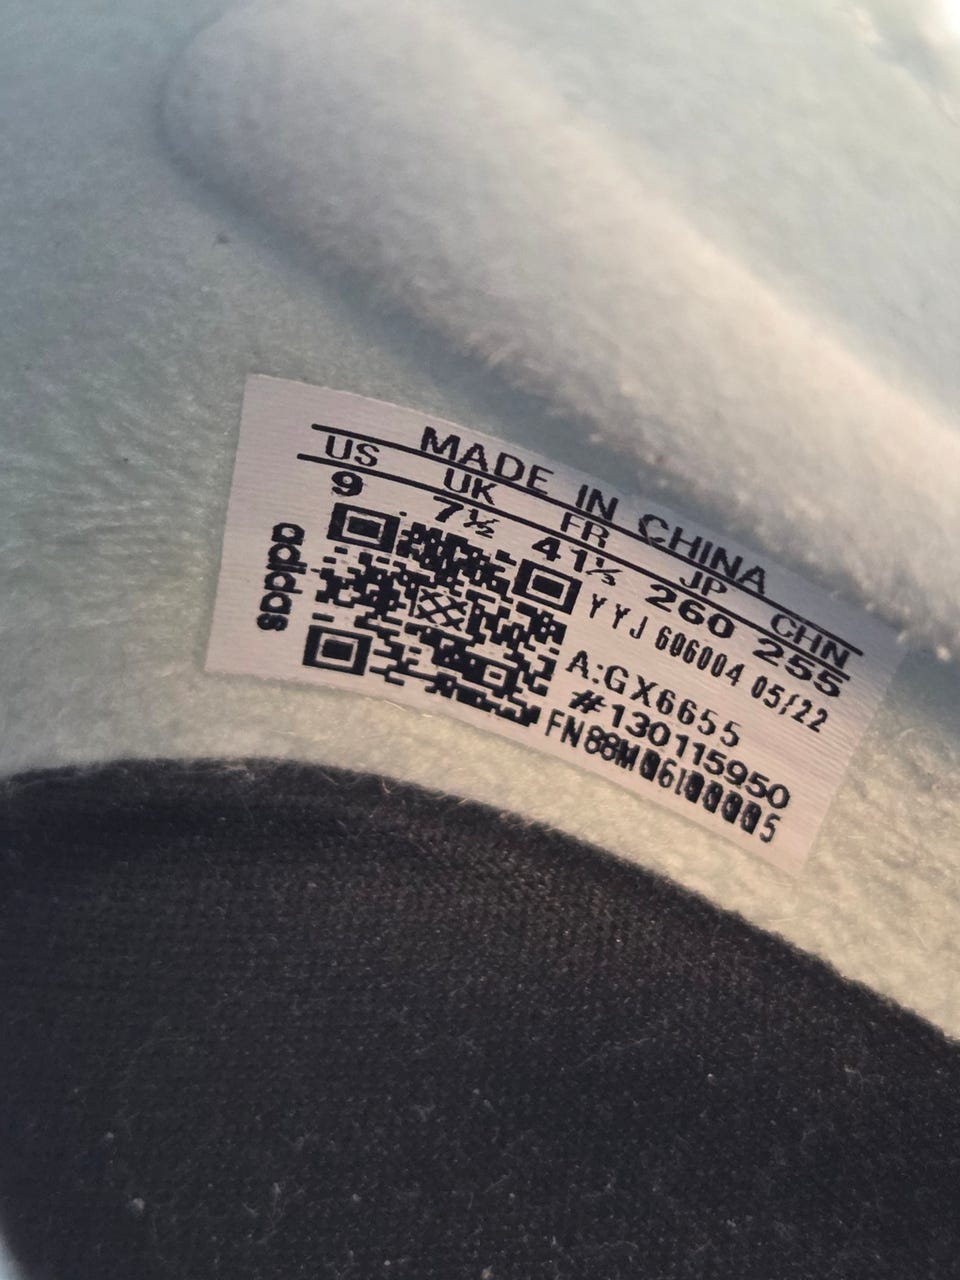 MADE IN CHINA
US UK FR JP CHN
9 7½ 41⅓ 260 255
YYJ 606004 05/22
A:GX6655
#130115950
adidas